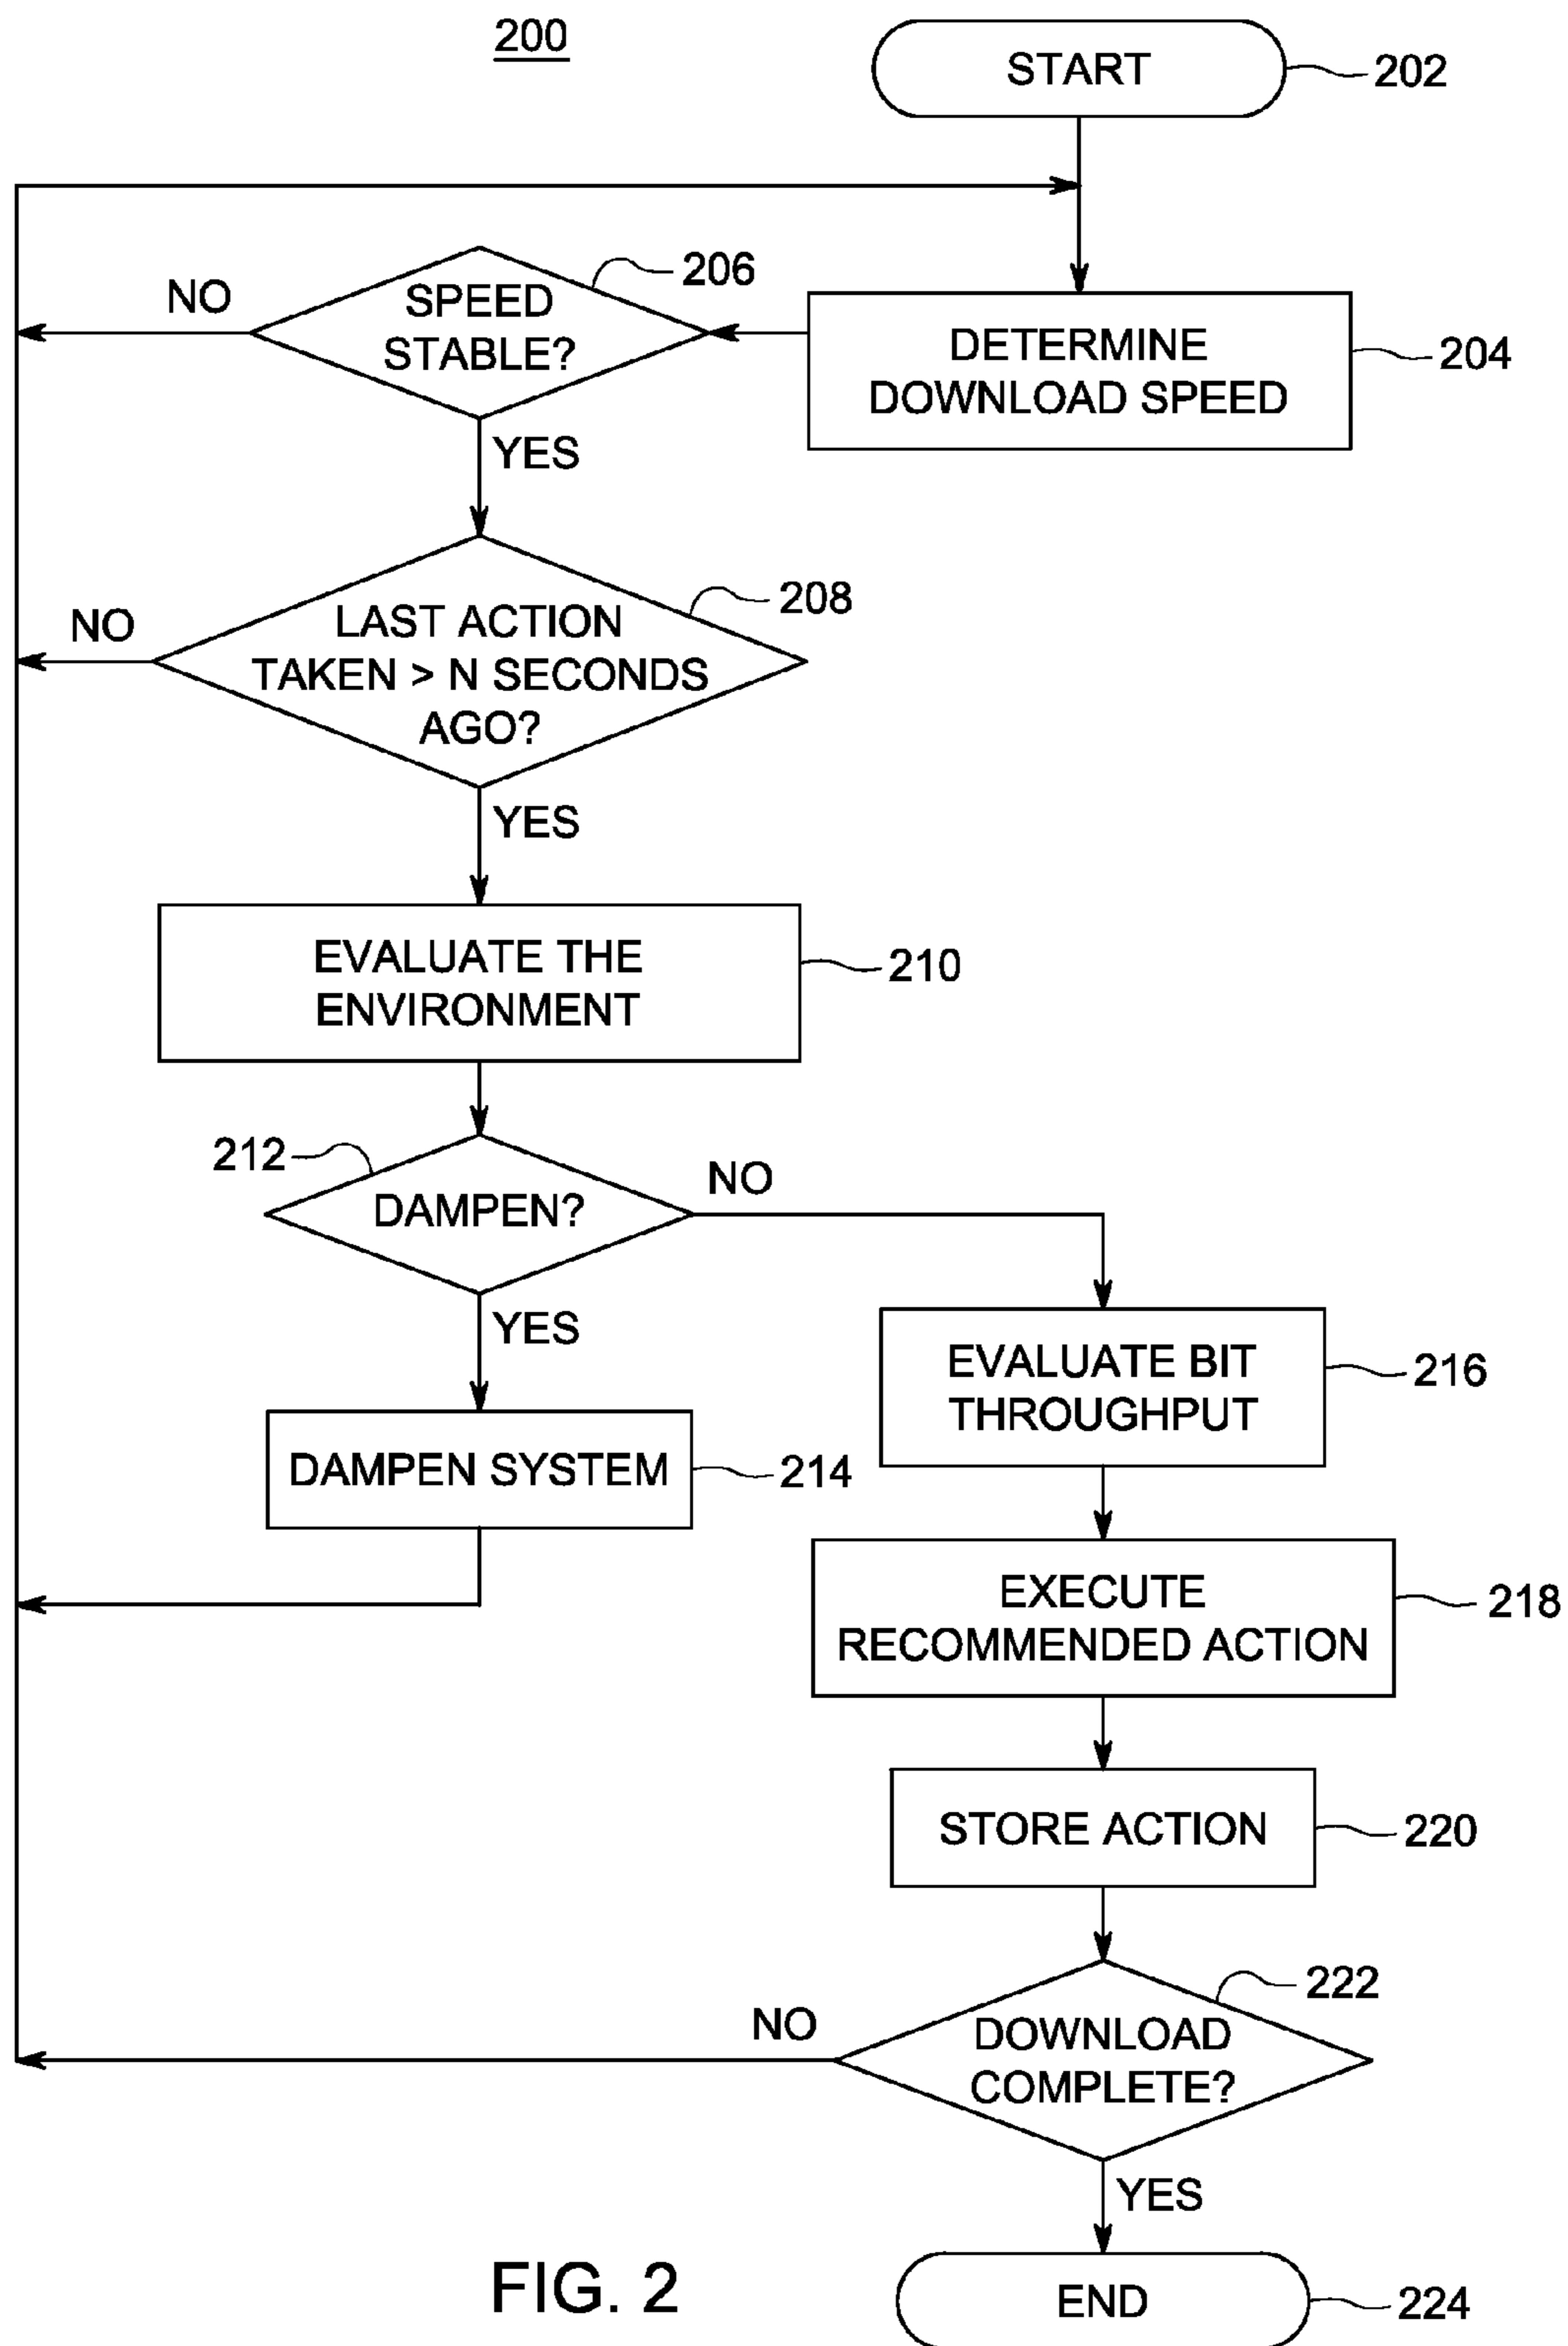 200
START
202
206
NO
SPEED
STABLE?
DETERMINE
DOWNLOAD SPEED
204
YES
208
NO
LAST ACTION
TAKEN > N SECONDS
AGO?
YES
EVALUATE THE
ENVIRONMENT
210
212
DAMPEN?
NO
YES
EVALUATE BIT
THROUGHPUT
216
DAMPEN SYSTEM
214
EXECUTE
RECOMMENDED ACTION
218
STORE ACTION
220
222
NO
DOWNLOAD
COMPLETE?
YES
FIG. 2
END
224